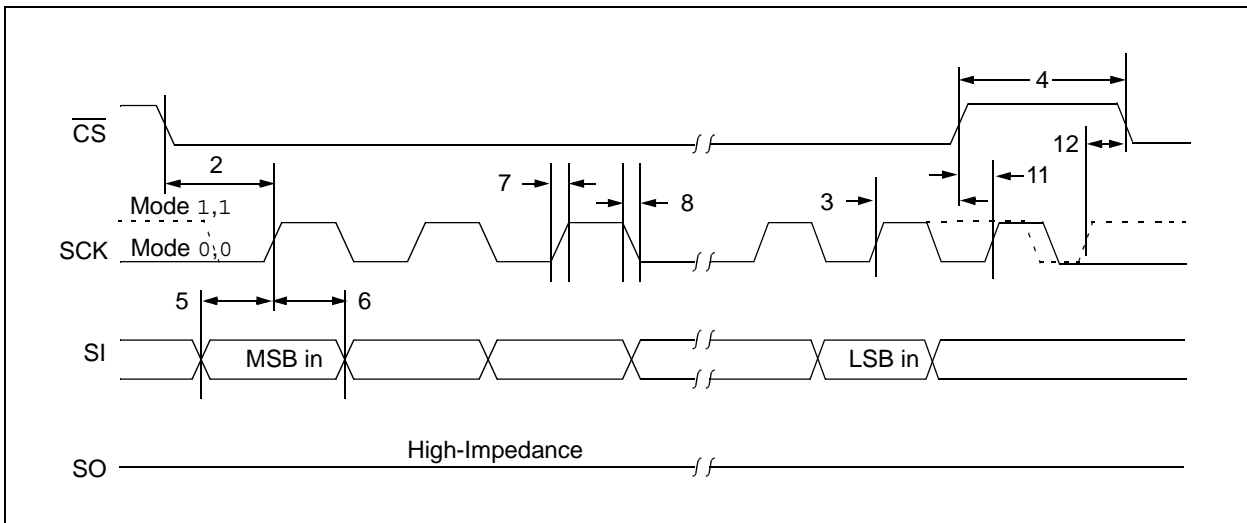 4
CS
12
2
11
7
8
3
Mode 1,1
SCK
Mode 0,0
5
6
SI
MSB in
LSB in
High-Impedance
SO